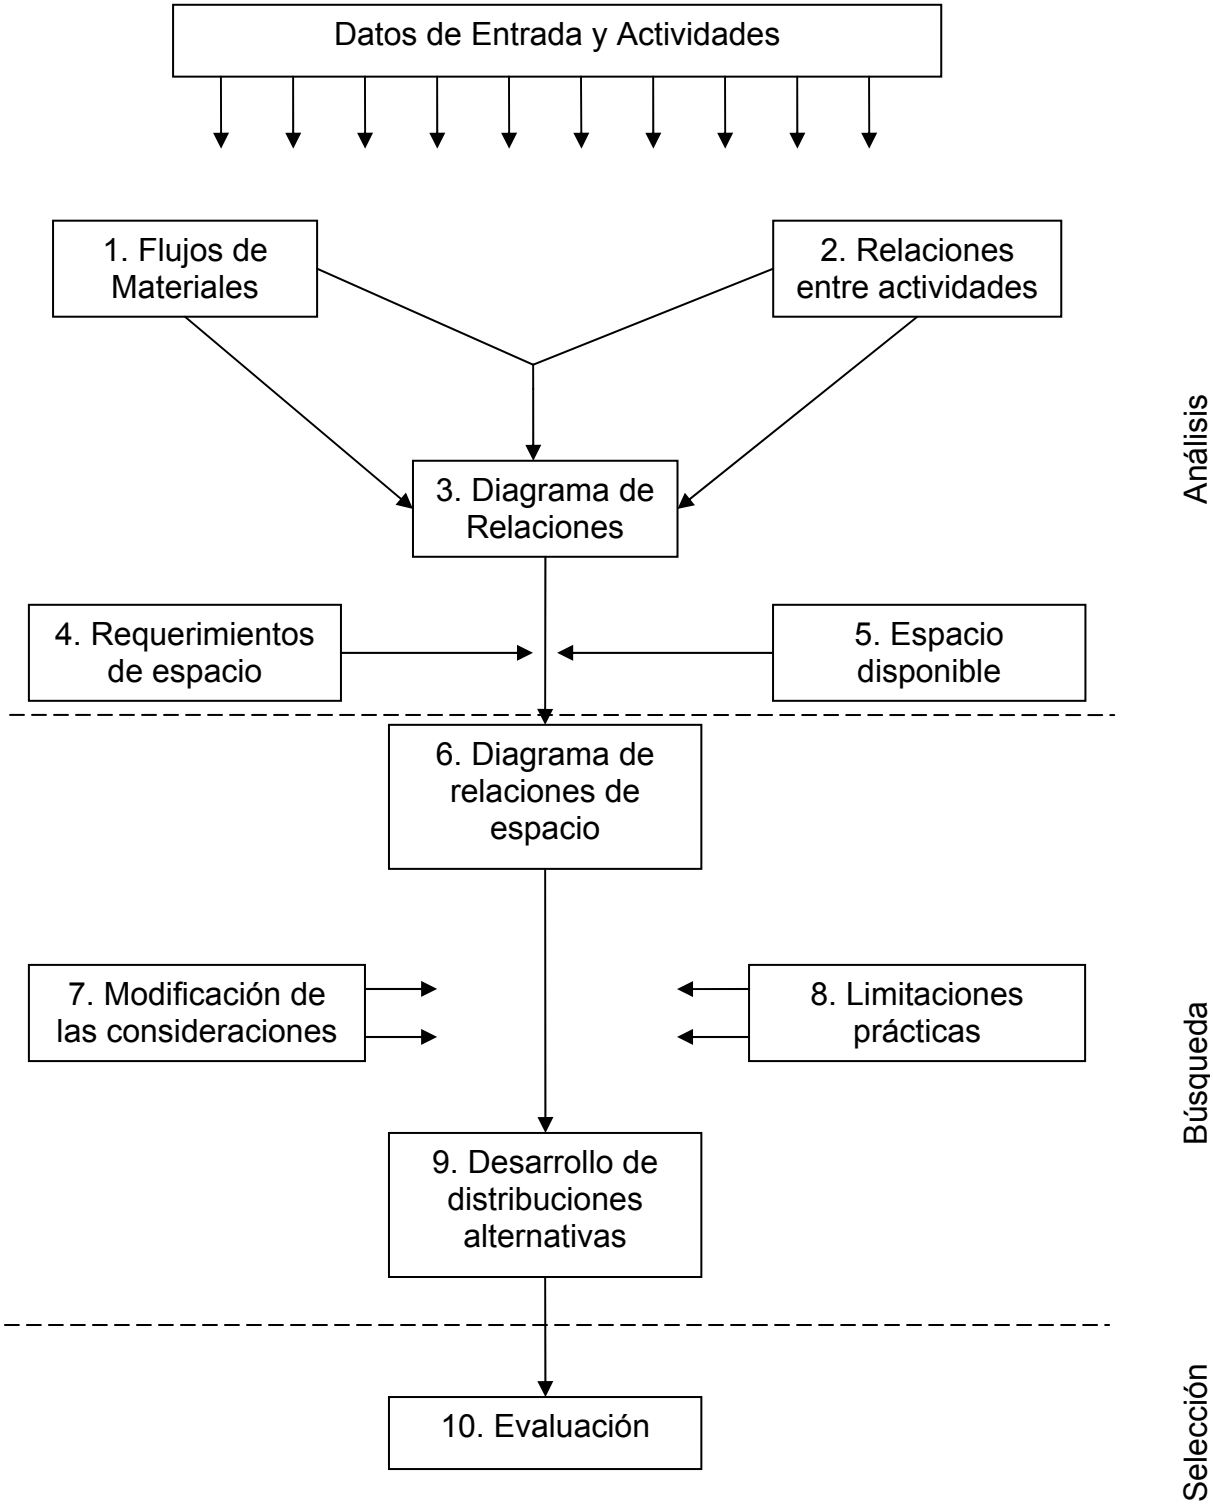 Datos de Entrada y Actividades
1. Flujos de
Materiales
2. Relaciones
entre actividades
3. Diagrama de
Relaciones
Análisis
4. Requerimientos
de espacio
5. Espacio
disponible
6. Diagrama de
relaciones de
espacio
7. Modificación de
las consideraciones
8. Limitaciones
prácticas
Búsqueda
9. Desarrollo de
distribuciones
alternativas
10. Evaluación
Selección